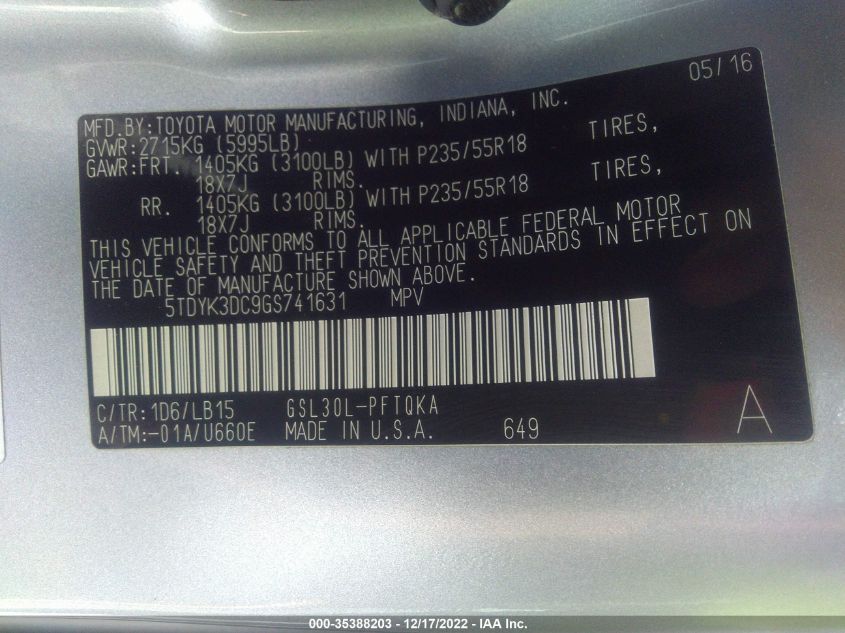 05/16
MFD.BY:TOYOTA MOTOR MANUFACTURING, INDIANA, INC.
GVWR:2715KG (5995LB)
GAWR:FRT. 1405KG (3100LB) WITH P235/55R18 TIRES,
18X7J RIMS.
RR. 1405KG (3100LB) WITH P235/55R18 TIRES,
18X7J RIMS.
THIS VEHICLE CONFORMS TO ALL APPLICABLE FEDERAL MOTOR
VEHICLE SAFETY AND THEFT PREVENTION STANDARDS IN EFFECT ON
THE DATE OF MANUFACTURE SHOWN ABOVE.
5TDYK3DC9GS741631 MPV
C/TR:1D6/LB15 GSL30L-PFTQKA
A/TM:-01A/U660E MADE IN U.S.A. 649 A
000-35388203 - 12/17/2022 - IAA Inc.